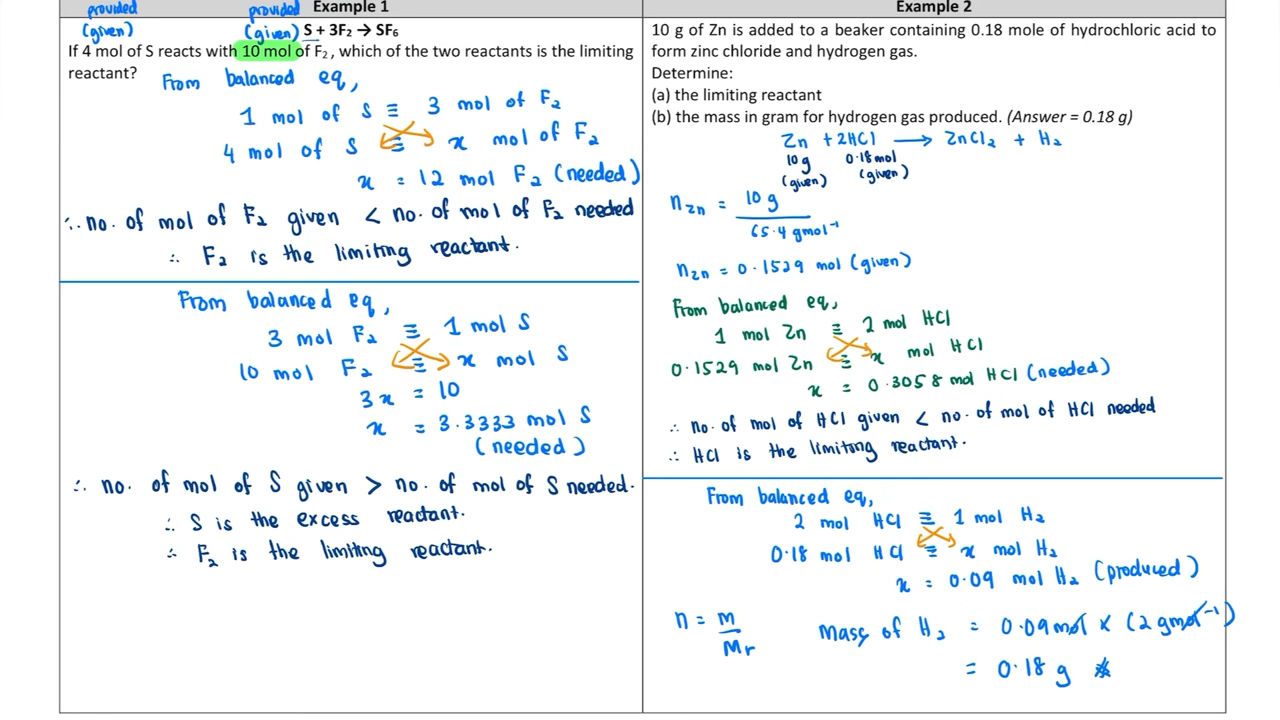 provided
(given)
provided
(given)
Example 1
S + 3F₂ → SF₆
If 4 mol of S reacts with 10 mol of F₂, which of the two reactants is the limiting
reactant?
From balanced eq,
1 mol of S ≡ 3 mol of F₂
4 mol of S ≡ x mol of F₂
x = 12 mol F₂ (needed)
∴ no. of mol of F₂ given < no. of mol of F₂ needed
∴ F₂ is the limiting reactant.
From balanced eq,
3 mol F₂ ≡ 1 mol S
10 mol F₂ ≡ x mol S
3x = 10
x = 3.3333 mol S
(needed)
∴ no. of mol of S given > no. of mol of S needed.
∴ S is the excess reactant.
∴ F₂ is the limiting reactant.
Example 2
10 g of Zn is added to a beaker containing 0.18 mole of hydrochloric acid to
form zinc chloride and hydrogen gas.
Determine:
(a) the limiting reactant
(b) the mass in gram for hydrogen gas produced. (Answer = 0.18 g)
Zn + 2HCl → ZnCl₂ + H₂
10g 0.18mol
(given) (given)
n Zn = 10 g
65.4 gmol⁻¹
n Zn = 0.1529 mol (given)
From balanced eq,
1 mol Zn ≡ 2 mol HCl
0.1529 mol Zn ≡ x mol HCl
x = 0.3058 mol HCl (needed)
∴ no. of mol of HCl given < no. of mol of HCl needed
∴ HCl is the limiting reactant.
From balanced eq,
2 mol HCl ≡ 1 mol H₂
0.18 mol HCl ≡ x mol H₂
x = 0.09 mol H₂ (produced)
n = m
Mr
Mass of H₂ = 0.09 mol x (2 gmol⁻¹)
= 0.18 g